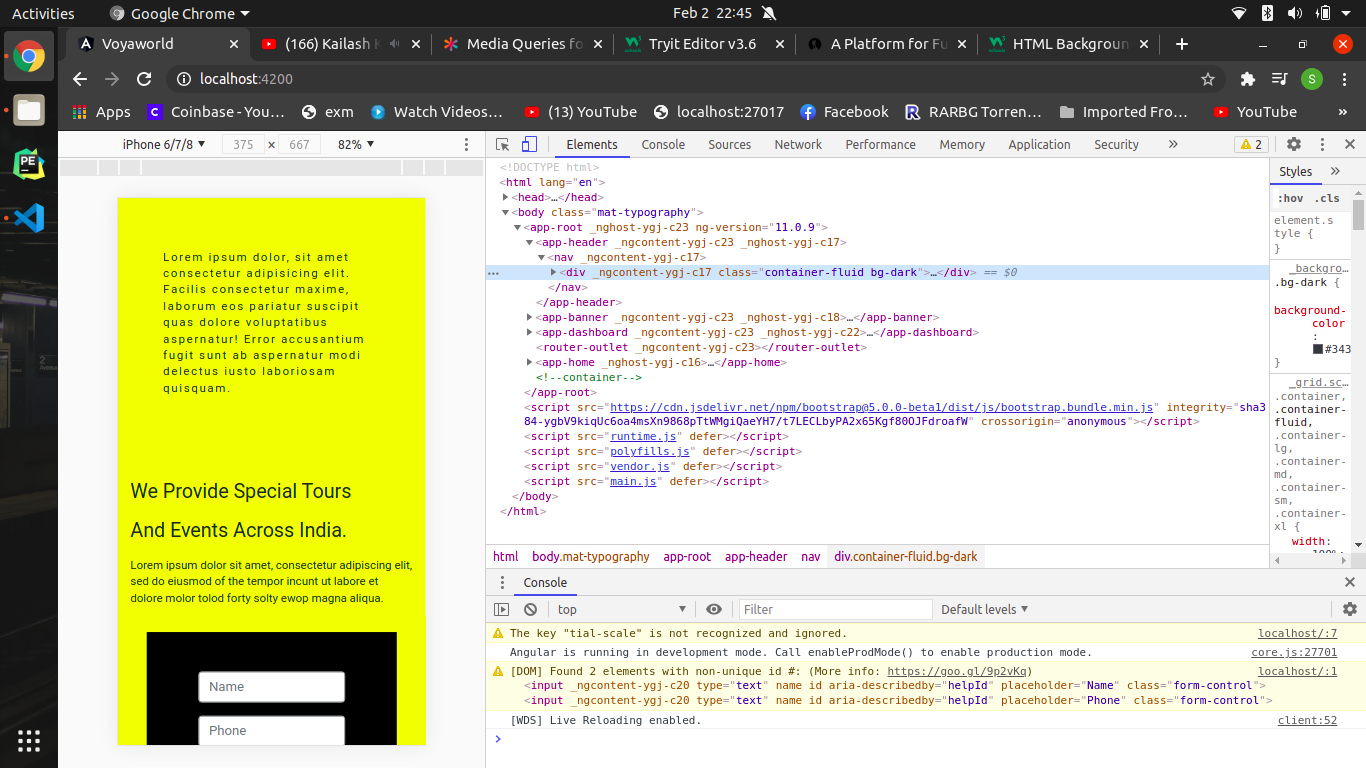 Activities
Google Chrome
Feb 2 22:45
Voyaworld
(166) Kailash K
Media Queries fo
Tryit Editor v3.6
A Platform for Fu
HTML Backgroun
localhost:4200
S
Apps
Coinbase - You…
exm
Watch Videos…
(13) YouTube
localhost:27017
Facebook
RARBG Torren…
Imported Fro…
YouTube
»
iPhone 6/7/8
375 × 667
82%
Elements
Console
Sources
Network
Performance
Memory
Application
Security
»
2
<!DOCTYPE html>
<html lang="en">
<head>…</head>
<body class="mat-typography">
<app-root _nghost-ygj-c23 ng-version="11.0.9">
<app-header _ngcontent-ygj-c23 _nghost-ygj-c17>
<nav _ngcontent-ygj-c17>
<div _ngcontent-ygj-c17 class="container-fluid bg-dark">…</div> == $0
</nav>
</app-header>
<app-banner _ngcontent-ygj-c23 _nghost-ygj-c18>…</app-banner>
<app-dashboard _ngcontent-ygj-c23 _nghost-ygj-c22>…</app-dashboard>
<router-outlet _ngcontent-ygj-c23></router-outlet>
<app-home _nghost-ygj-c16>…</app-home>
<!--container-->
</app-root>
<script src="https://cdn.jsdelivr.net/npm/bootstrap@5.0.0-beta1/dist/js/bootstrap.bundle.min.js" integrity="sha3
84-ygbV9kiqUc6oa4msXn9868pTtWMgiQaeYH7/t7LECLbyPA2x65Kgf80OJFdroafW" crossorigin="anonymous"></script>
<script src="runtime.js" defer></script>
<script src="polyfills.js" defer></script>
<script src="vendor.js" defer></script>
<script src="main.js" defer></script>
</body>
</html>
html
body.mat-typography
app-root
app-header
nav
div.container-fluid.bg-dark
Styles
»
:hov .cls
element.s
tyle {
}
_backgro…
.bg-dark {
background-
color
:
#343
}
_grid.sc…
.container,
.container-
fluid,
.container-
lg,
.container-
md,
.container-
sm,
.container-
xl {
width:
100%;
Lorem ipsum dolor, sit amet
consectetur adipisicing elit.
Facilis consectetur maxime,
laborum eos pariatur suscipit
quas dolore voluptatibus
aspernatur! Error accusantium
fugit sunt ab aspernatur modi
delectus iusto laboriosam
quisquam.
We Provide Special Tours
And Events Across India.
Lorem ipsum dolor sit amet, consectetur adipiscing elit,
sed do eiusmod of the tempor incunt ut labore et
dolore molor tolod forty solty ewop magna aliqua.
Name
Phone
Console
top
Filter
Default levels
The key "tial-scale" is not recognized and ignored.
localhost/:7
Angular is running in development mode. Call enableProdMode() to enable production mode.
core.js:27701
[DOM] Found 2 elements with non-unique id #: (More info: https://goo.gl/9p2vKq)
localhost/:1
<input _ngcontent-ygj-c20 type="text" name id aria-describedby="helpId" placeholder="Name" class="form-control">
<input _ngcontent-ygj-c20 type="text" name id aria-describedby="helpId" placeholder="Phone" class="form-control">
[WDS] Live Reloading enabled.
client:52